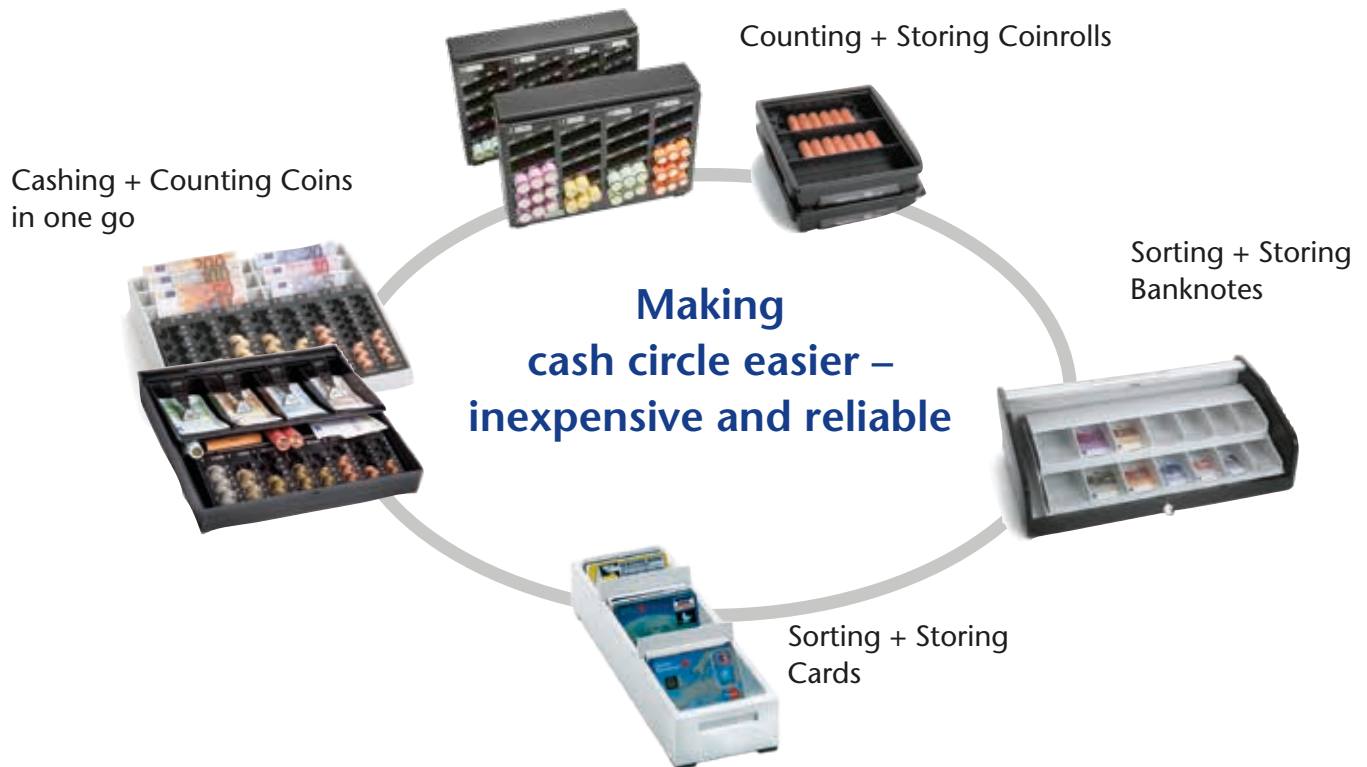 Counting + Storing Coinrolls
Cashing + Counting Coins
in one go
Sorting + Storing
Banknotes
Making
cash circle easier –
inexpensive and reliable
Sorting + Storing
Cards